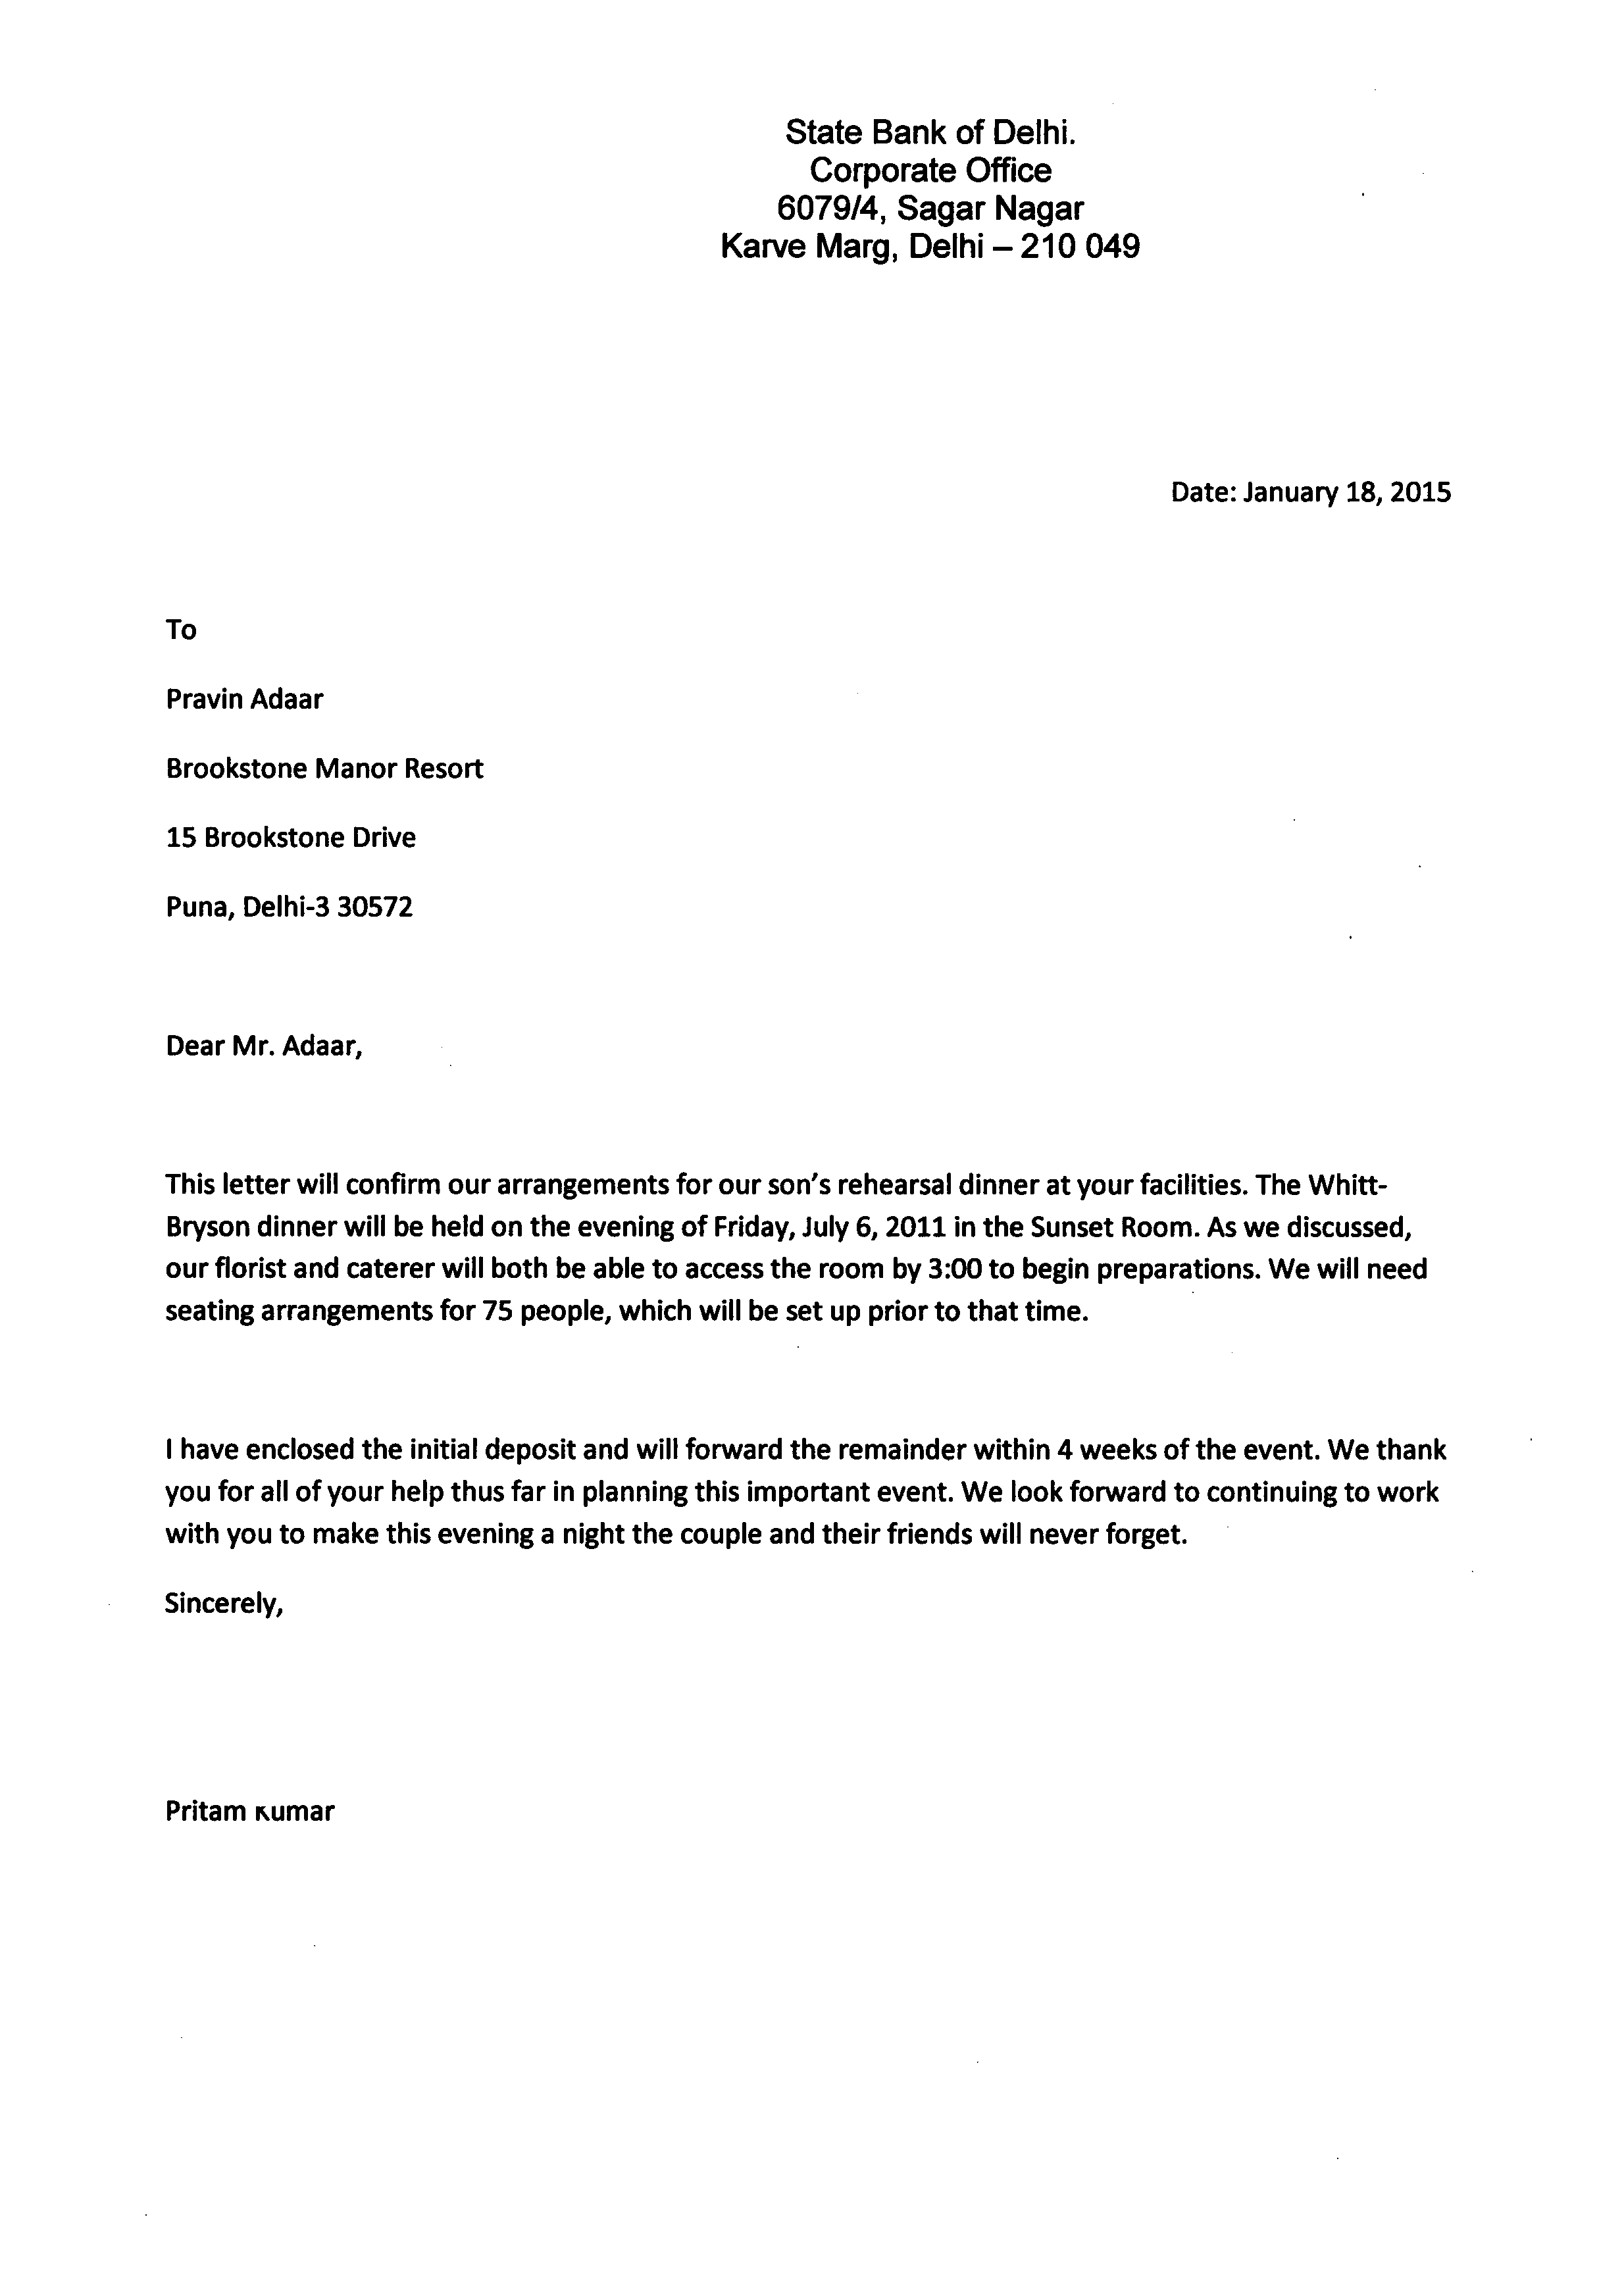 State Bank of Delhi.
Corporate Office
6079/4, Sagar Nagar
Karve Marg, Delhi – 210 049
Date: January 18, 2015
To
Pravin Adaar
Brookstone Manor Resort
15 Brookstone Drive
Puna, Delhi-3 30572
Dear Mr. Adaar,
This letter will confirm our arrangements for our son's rehearsal dinner at your facilities. The Whitt-
Bryson dinner will be held on the evening of Friday, July 6, 2011 in the Sunset Room. As we discussed,
our florist and caterer will both be able to access the room by 3:00 to begin preparations. We will need
seating arrangements for 75 people, which will be set up prior to that time.
I have enclosed the initial deposit and will forward the remainder within 4 weeks of the event. We thank
you for all of your help thus far in planning this important event. We look forward to continuing to work
with you to make this evening a night the couple and their friends will never forget.
Sincerely,
Pritam Kumar